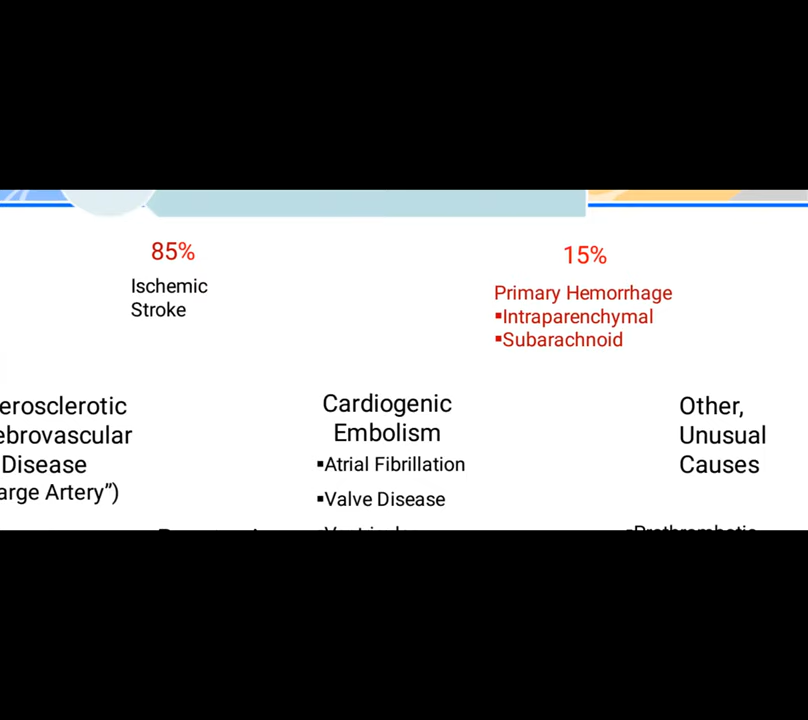 85%
15%
Ischemic
Stroke
Primary Hemorrhage
▪Intraparenchymal
▪Subarachnoid
erosclerotic
ebrovascular
Disease
arge Artery”)
Cardiogenic
Embolism
▪Atrial Fibrillation
▪Valve Disease
Other,
Unusual
Causes
▪Prothrombotic